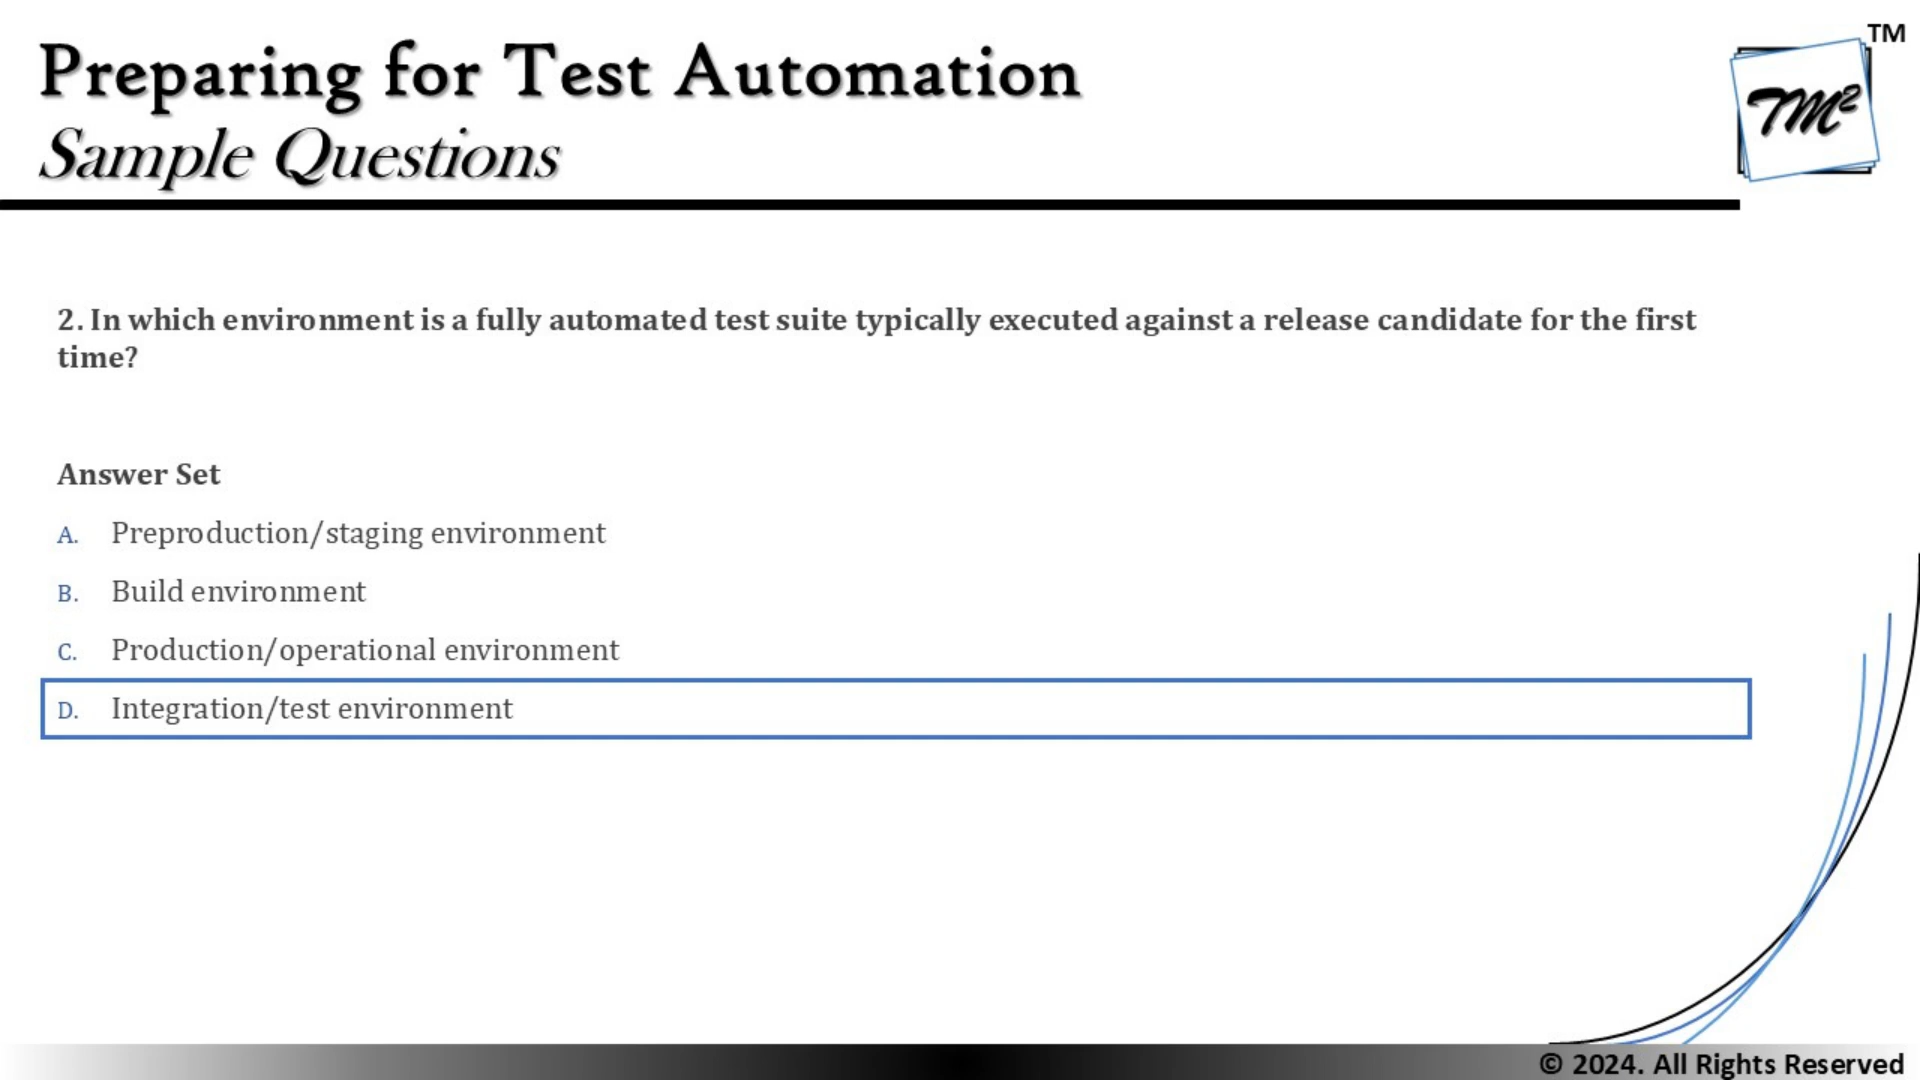 Preparing for Test Automation
Sample Questions
TM
TM²
2. In which environment is a fully automated test suite typically executed against a release candidate for the first
time?
Answer Set
A. Preproduction/staging environment
B. Build environment
C. Production/operational environment
D. Integration/test environment
© 2024. All Rights Reserved